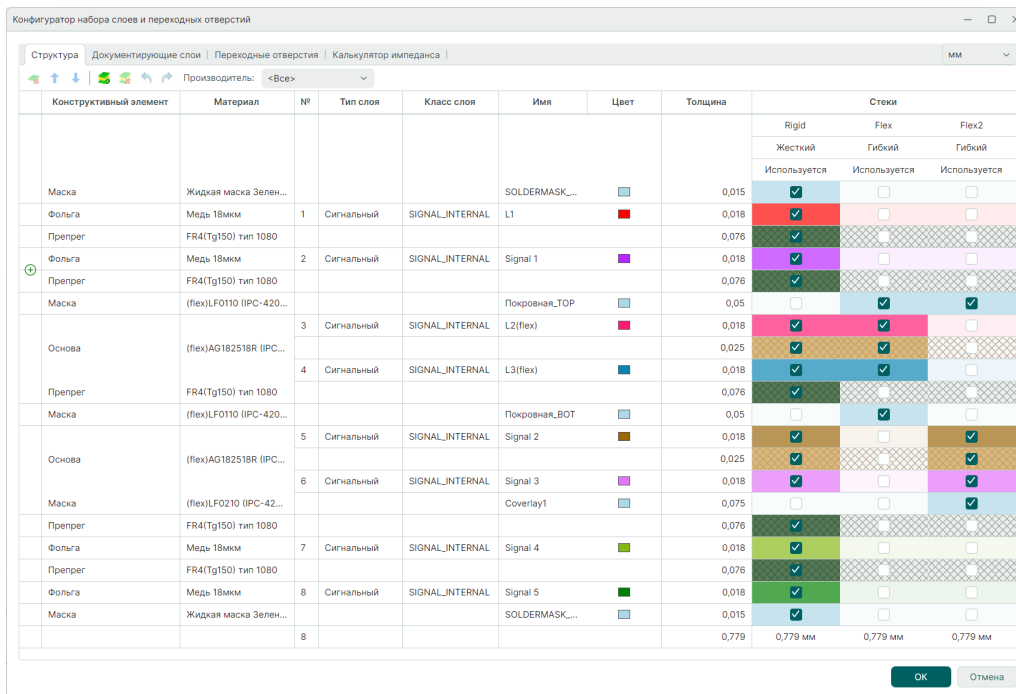 Конфигуратор набора слоев и переходных отверстий
Структура Документирующие слои Переходные отверстия Калькулятор импеданса мм
Производитель: <Все>
Конструктивный элемент Материал № Тип слоя Класс слоя Имя Цвет Толщина Стеки
Rigid Flex Flex2
Жесткий Гибкий Гибкий
Используется Используется Используется
Маска Жидкая маска Зелен... SOLDERMASK_... 0,015
Фольга Медь 18мкм 1 Сигнальный SIGNAL_INTERNAL L1 0,018
Препрег FR4(Tg150) тип 1080 0,076
Фольга Медь 18мкм 2 Сигнальный SIGNAL_INTERNAL Signal 1 0,018
Препрег FR4(Tg150) тип 1080 0,076
Маска (flex)LF0110 (IPC-420... Покровная_TOP 0,05
3 Сигнальный SIGNAL_INTERNAL L2(flex) 0,018
Основа (flex)AG182518R (IPC... 0,025
4 Сигнальный SIGNAL_INTERNAL L3(flex) 0,018
Препрег FR4(Tg150) тип 1080 0,076
Маска (flex)LF0110 (IPC-420... Покровная_BOT 0,05
5 Сигнальный SIGNAL_INTERNAL Signal 2 0,018
Основа (flex)AG182518R (IPC... 0,025
6 Сигнальный SIGNAL_INTERNAL Signal 3 0,018
Маска (flex)LF0210 (IPC-42... Coverlay1 0,075
Препрег FR4(Tg150) тип 1080 0,076
Фольга Медь 18мкм 7 Сигнальный SIGNAL_INTERNAL Signal 4 0,018
Препрег FR4(Tg150) тип 1080 0,076
Фольга Медь 18мкм 8 Сигнальный SIGNAL_INTERNAL Signal 5 0,018
Маска Жидкая маска Зелен... SOLDERMASK_... 0,015
8 0,779 0,779 мм 0,779 мм 0,779 мм
ОК Отмена